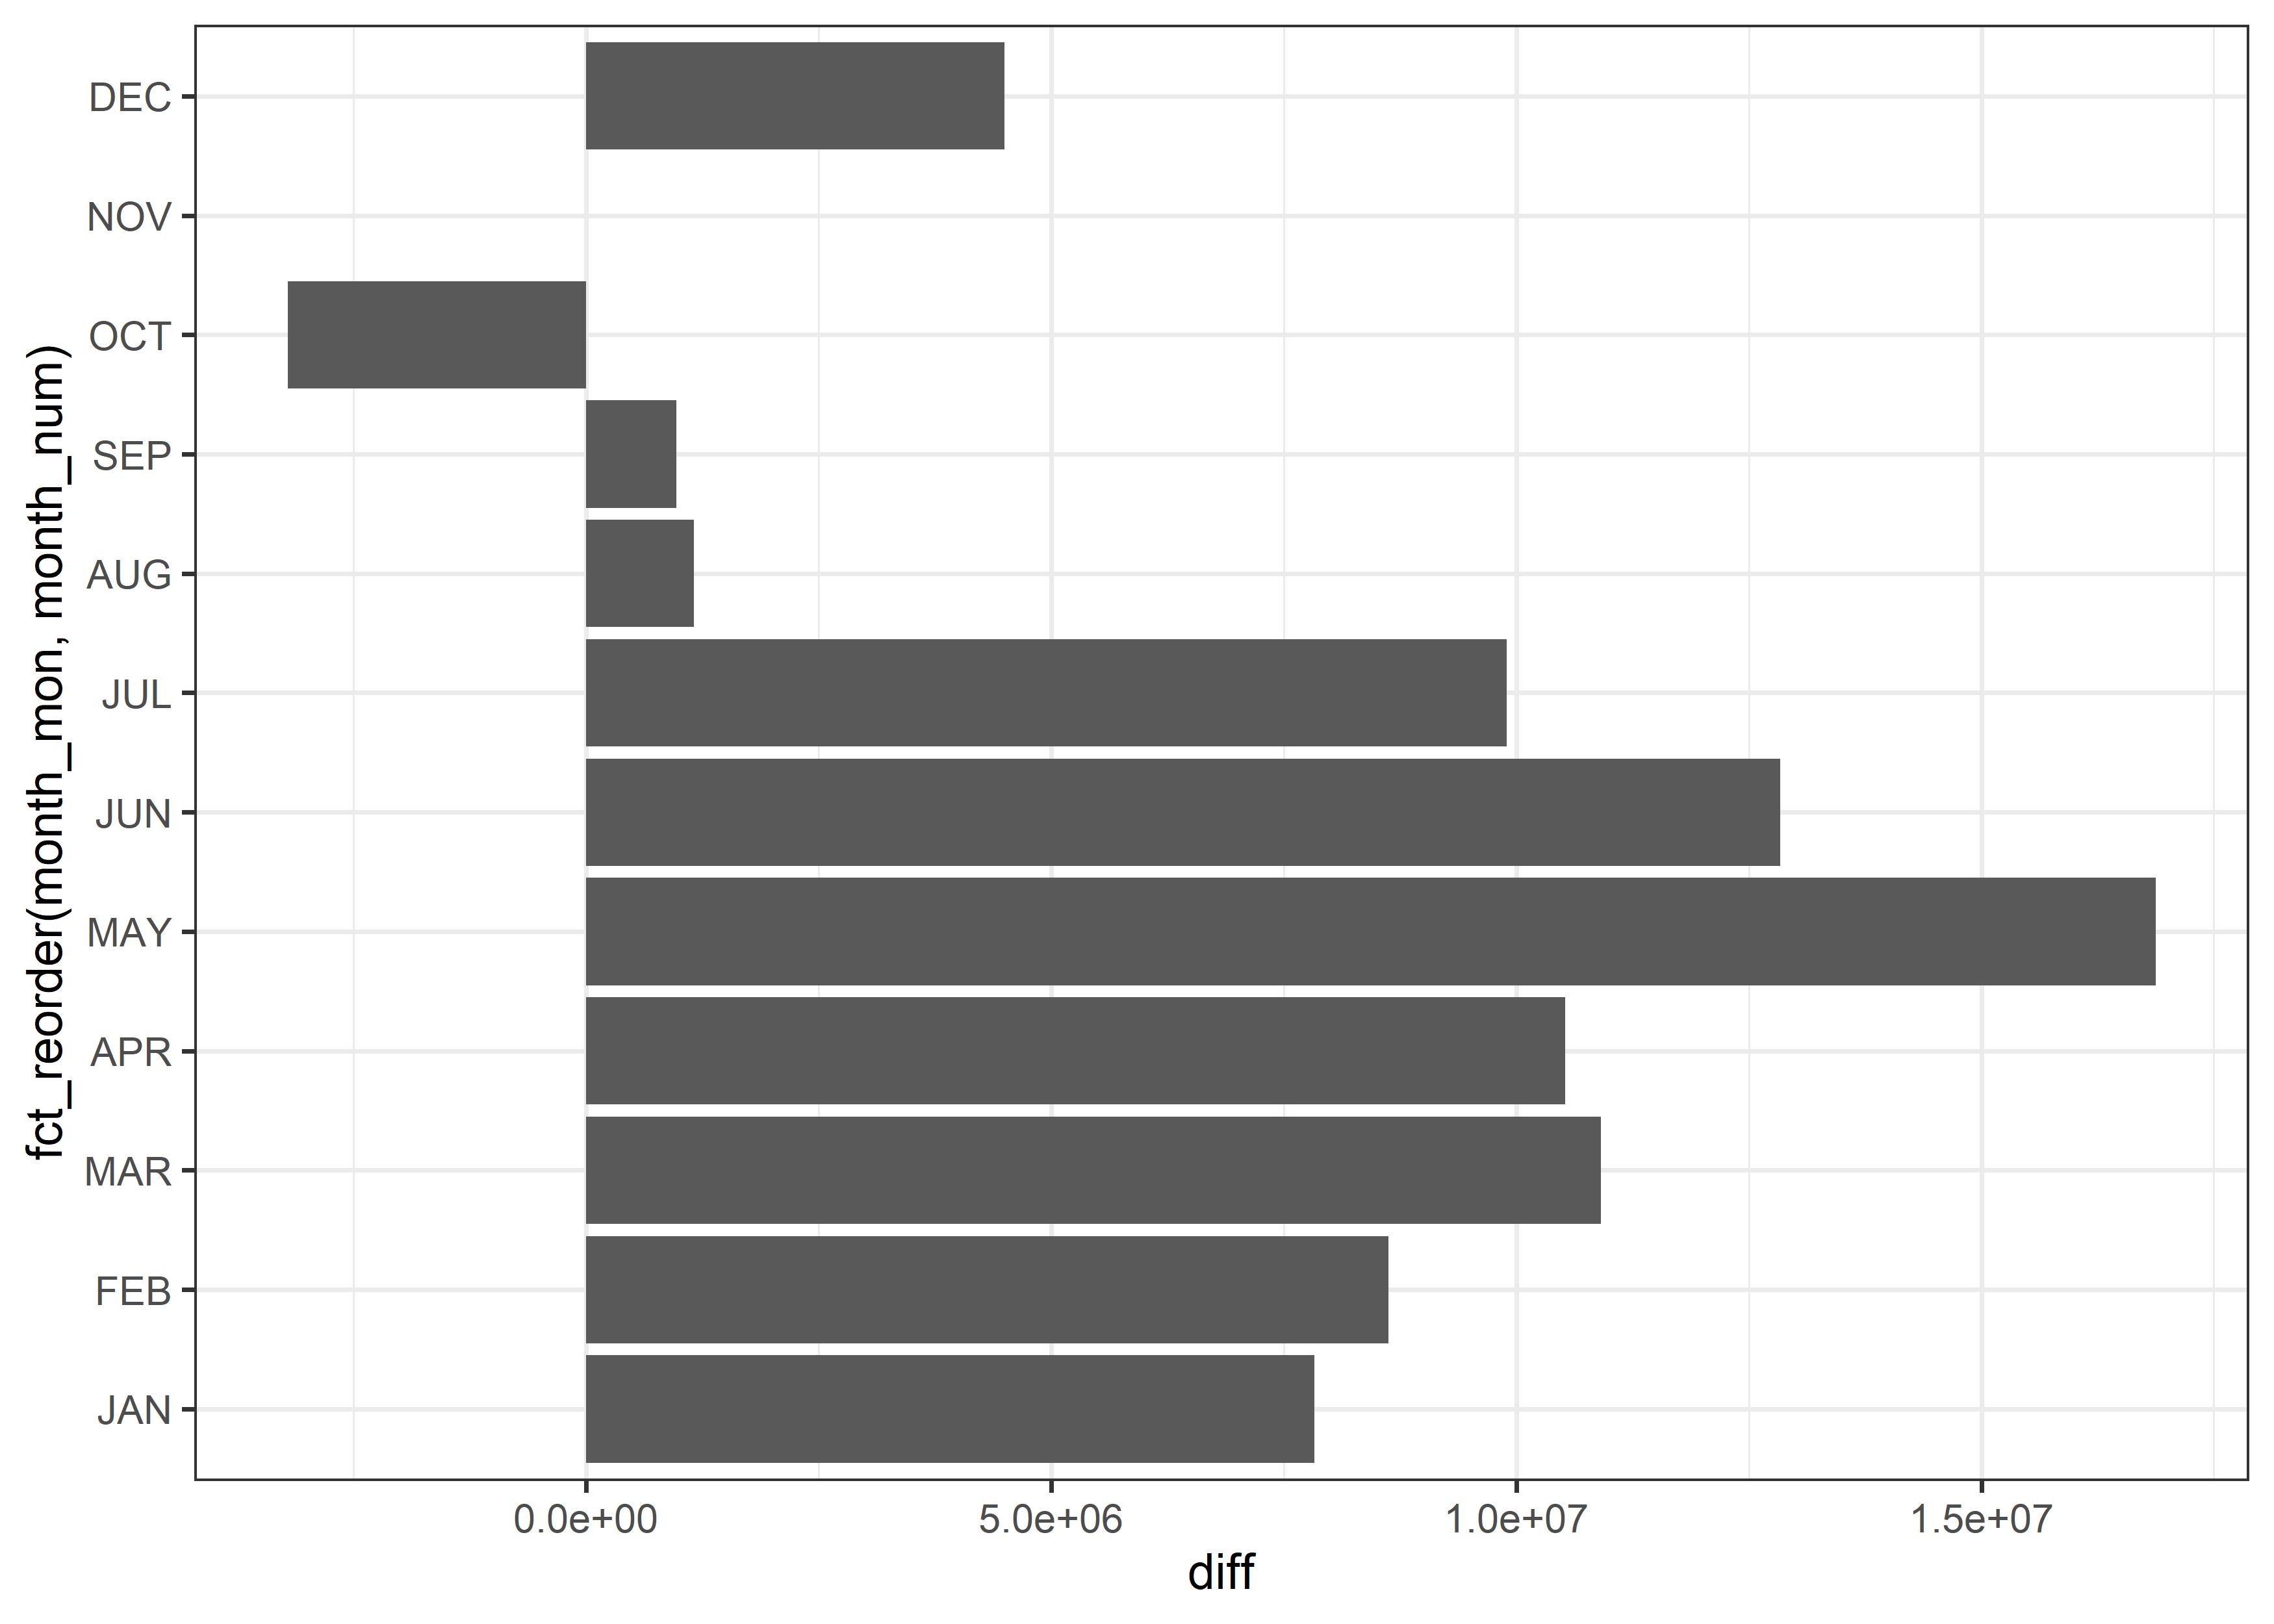 fct_reorder(month_mon, month_num)
DEC
NOV
OCT
SEP
AUG
JUL
JUN
MAY
APR
MAR
FEB
JAN
0.0e+00 5.0e+06 1.0e+07 1.5e+07
diff